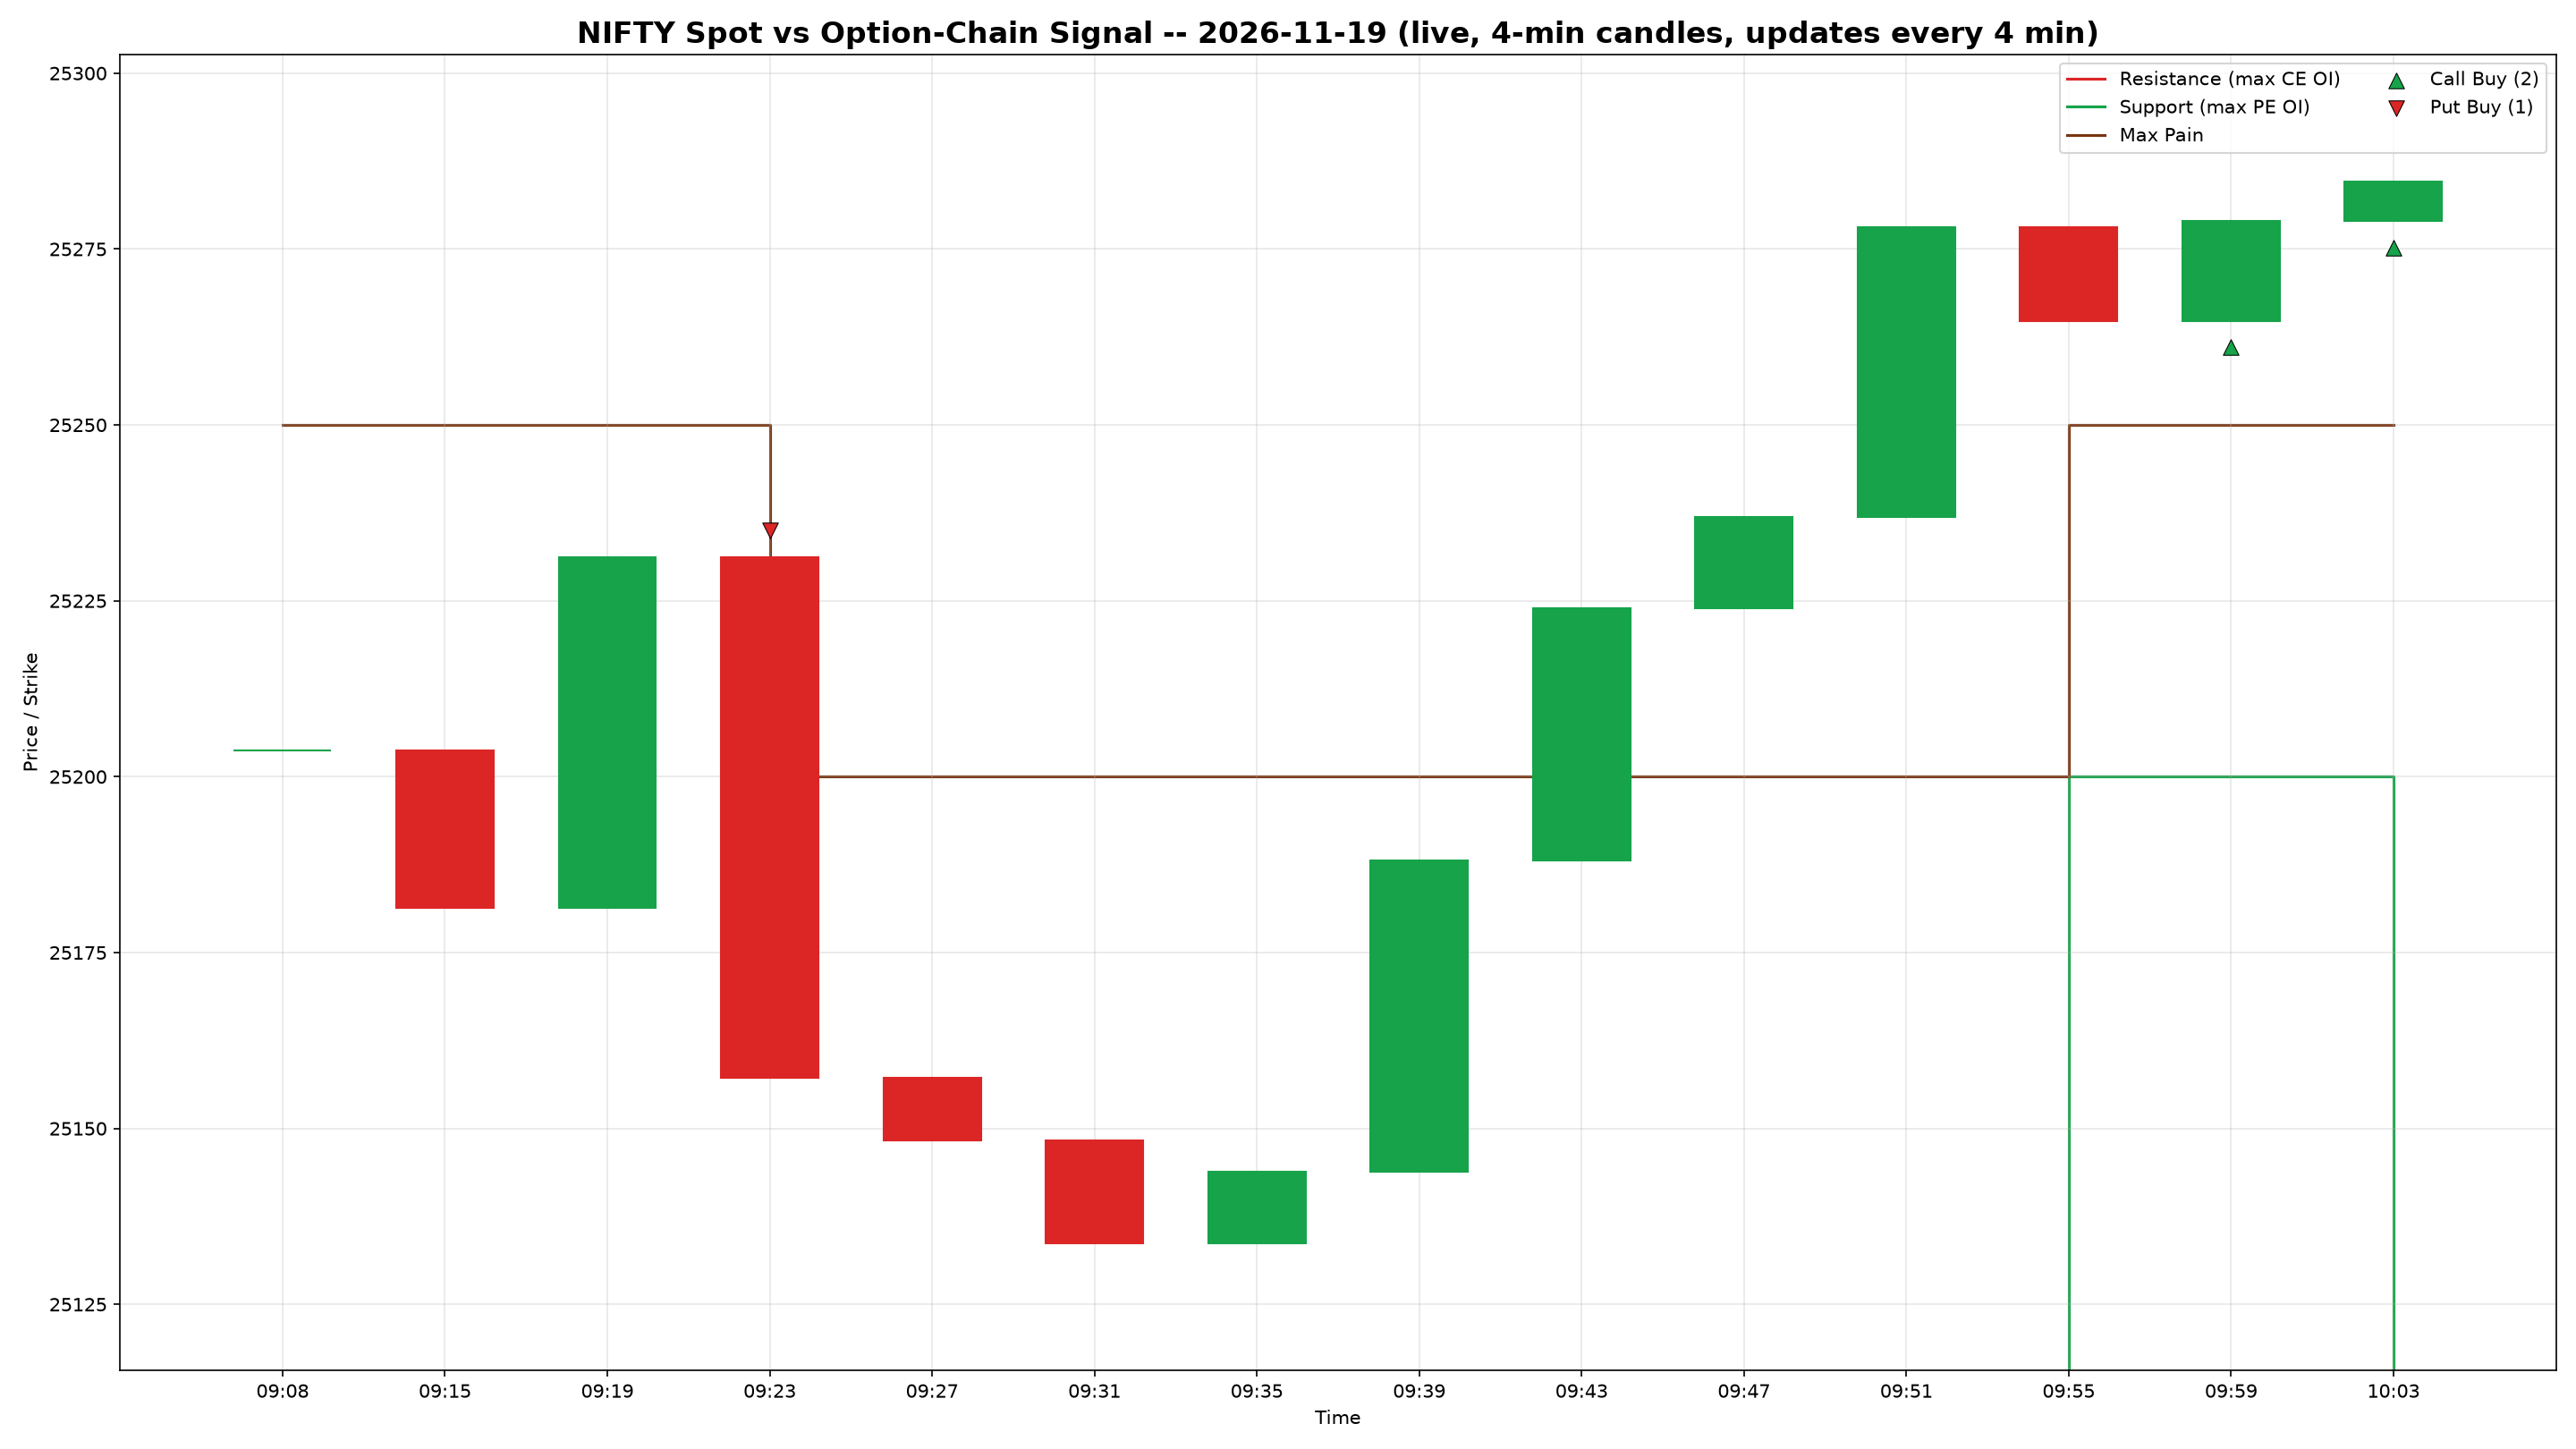 NIFTY Spot vs Option-Chain Signal -- 2026-11-19 (live, 4-min candles, updates every 4 min)
Resistance (max CE OI)
Support (max PE OI)
Max Pain
Call Buy (2)
Put Buy (1)
Price / Strike
25300
25275
25250
25225
25200
25175
25150
25125
09:08 09:15 09:19 09:23 09:27 09:31 09:35 09:39 09:43 09:47 09:51 09:55 09:59 10:03
Time